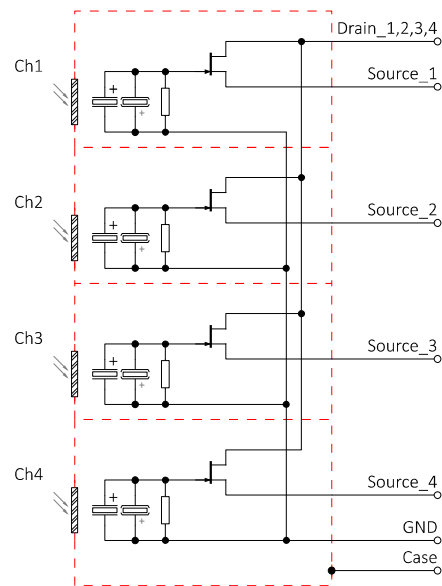 Drain_1,2,3,4
Ch1
Source_1
+
+
Ch2
Source_2
+
+
Ch3
Source_3
+
+
Ch4
Source_4
+
+
GND
Case